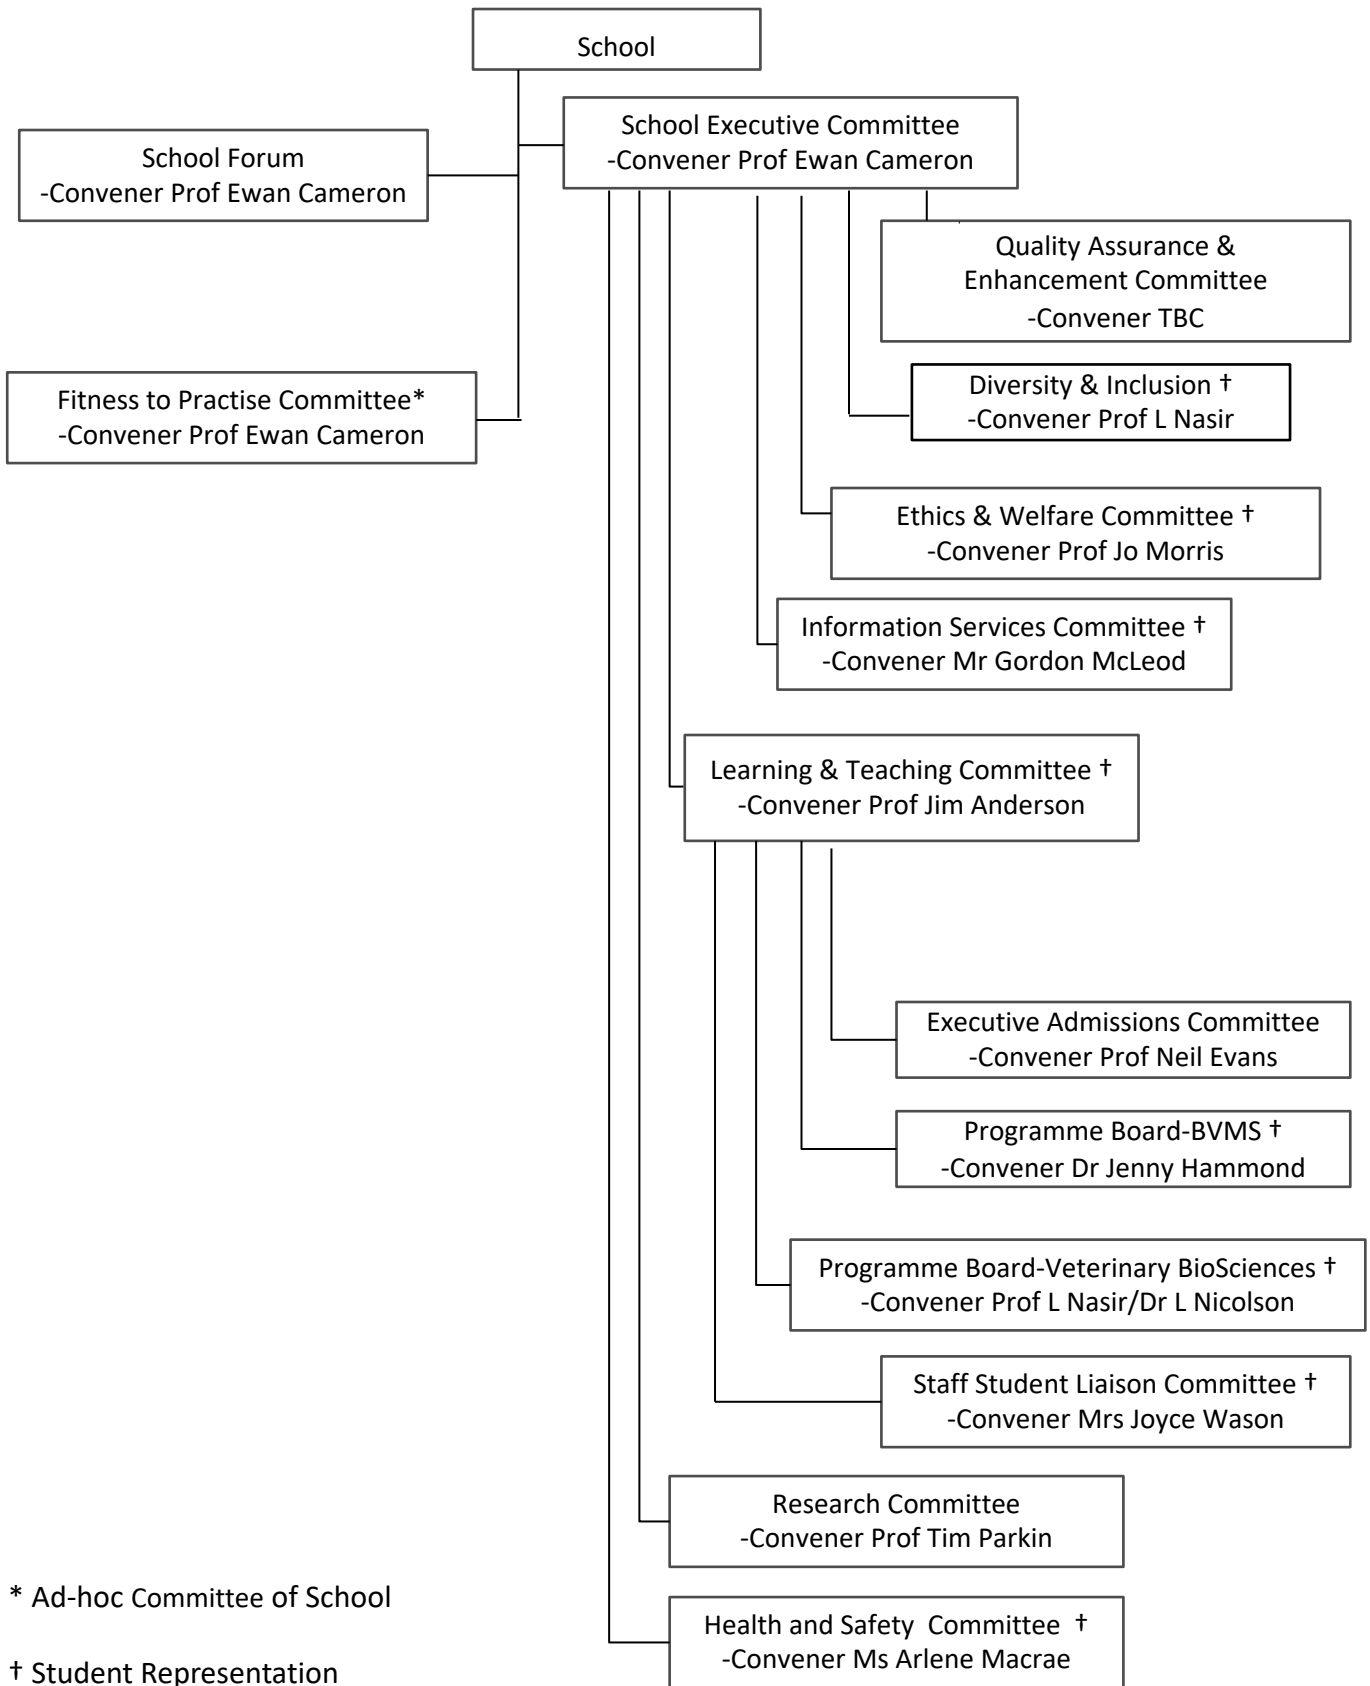 School
School Executive Committee
-Convener Prof Ewan Cameron
School Forum
-Convener Prof Ewan Cameron
Quality Assurance &
Enhancement Committee
-Convener TBC
Diversity & Inclusion †
-Convener Prof L Nasir
Fitness to Practise Committee*
-Convener Prof Ewan Cameron
Ethics & Welfare Committee †
-Convener Prof Jo Morris
Information Services Committee †
-Convener Mr Gordon McLeod
Learning & Teaching Committee †
-Convener Prof Jim Anderson
Executive Admissions Committee
-Convener Prof Neil Evans
Programme Board-BVMS †
-Convener Dr Jenny Hammond
Programme Board-Veterinary BioSciences †
-Convener Prof L Nasir/Dr L Nicolson
Staff Student Liaison Committee †
-Convener Mrs Joyce Wason
Research Committee
-Convener Prof Tim Parkin
Health and Safety  Committee  †
-Convener Ms Arlene Macrae
* Ad-hoc Committee of School
† Student Representation